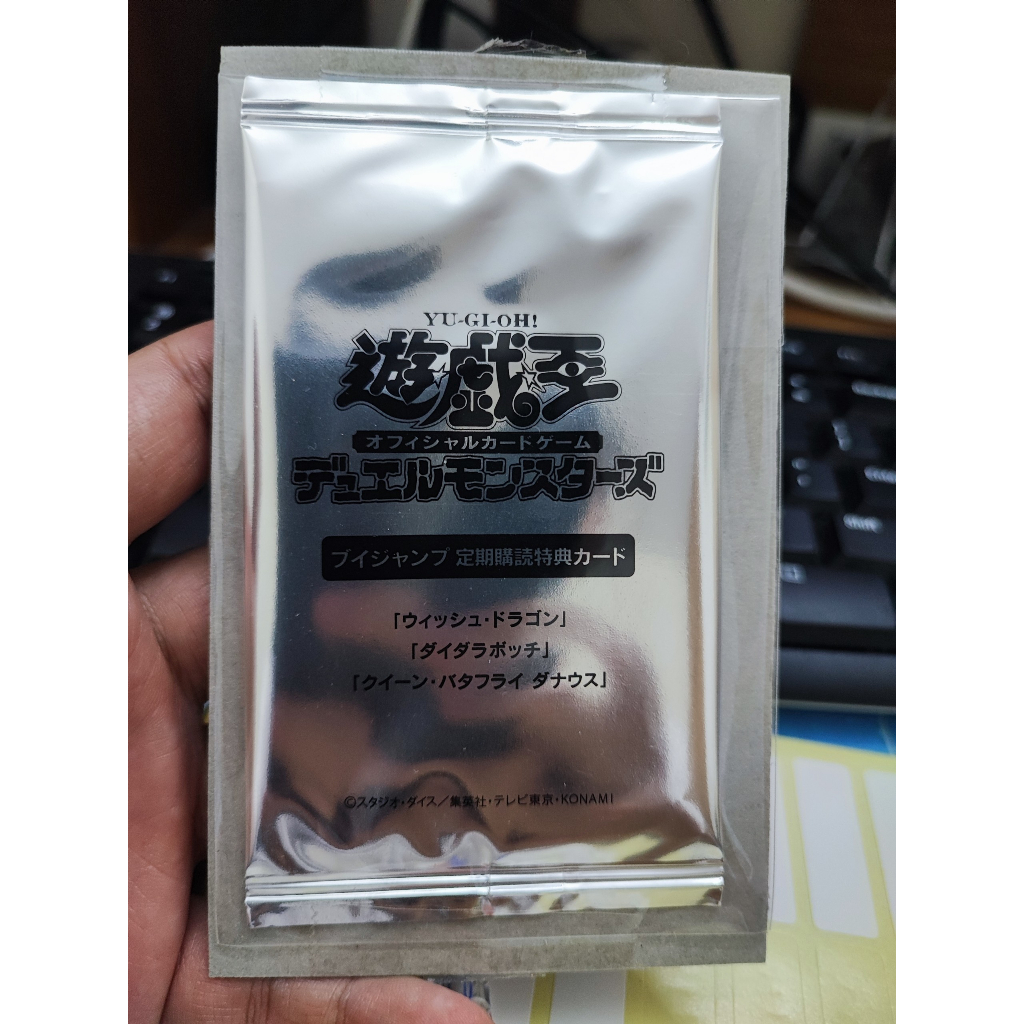 YU-GI-OH!
遊戯王
オフィシャルカードゲーム
デュエルモンスターズ
ブイジャンプ 定期購読特典カード
「ウィッシュ・ドラゴン」
「ダイダラボッチ」
「クイーン・バタフライ ダナウス」
©スタジオ・ダイス／集英社・テレビ東京・KONAMI